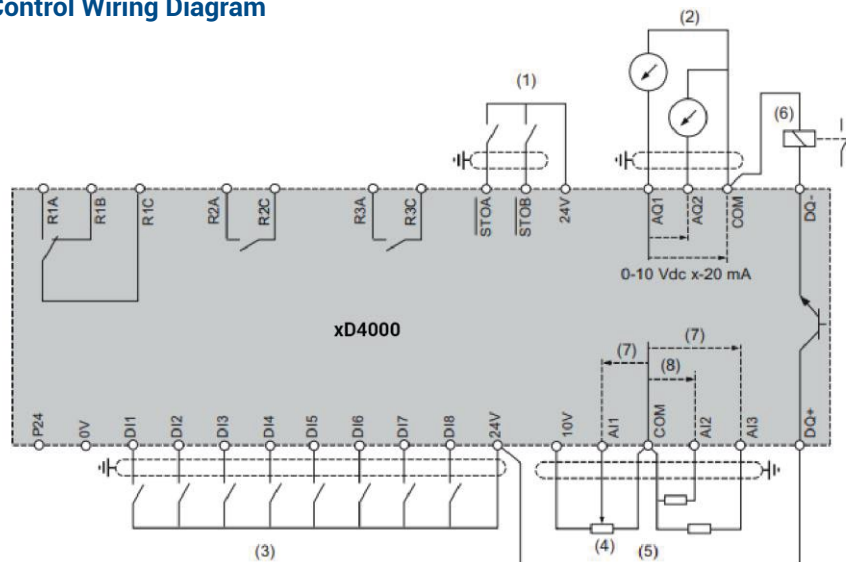 Control Wiring Diagram
(2)
(1)
(6)
R1A R1B R1C R2A R2C R3A R3C STOA STOB 24V AQ1 AQ2 COM DQ-
0-10 Vdc x-20 mA
xD4000
(7)
(7)
(8)
P24 0V DI1 DI2 DI3 DI4 DI5 DI6 DI7 DI8 24V 10V AI1 COM AI2 AI3 DQ+
(3)
(4)
(5)